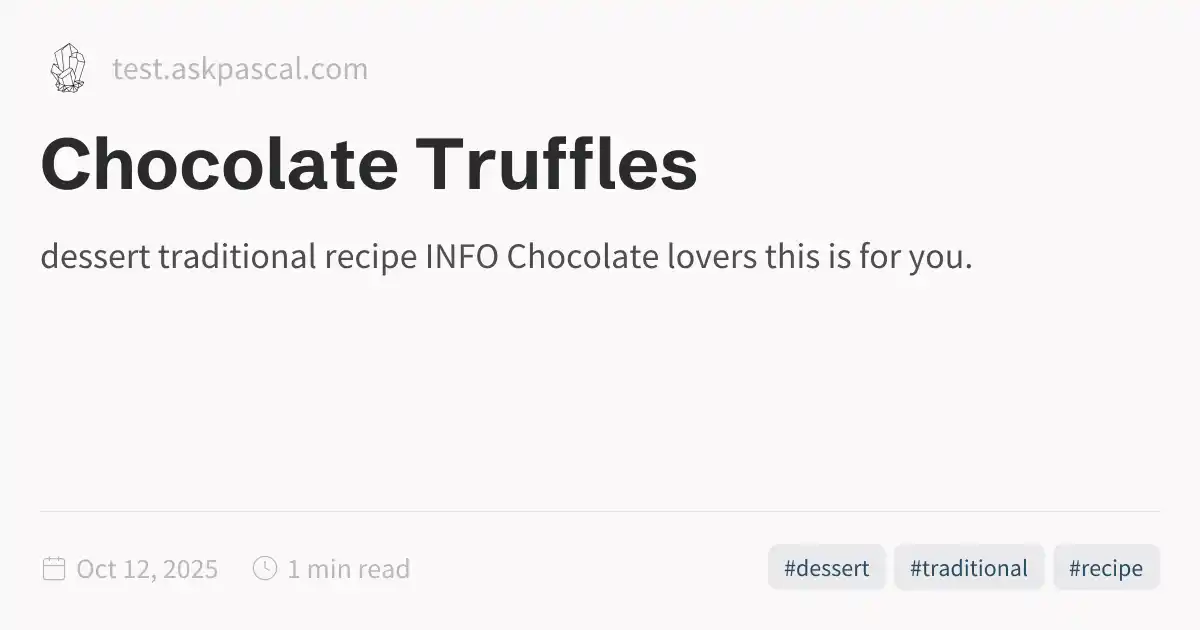 test.askpascal.com
Chocolate Truffles
dessert traditional recipe INFO Chocolate lovers this is for you.
Oct 12, 2025 1 min read #dessert #traditional #recipe